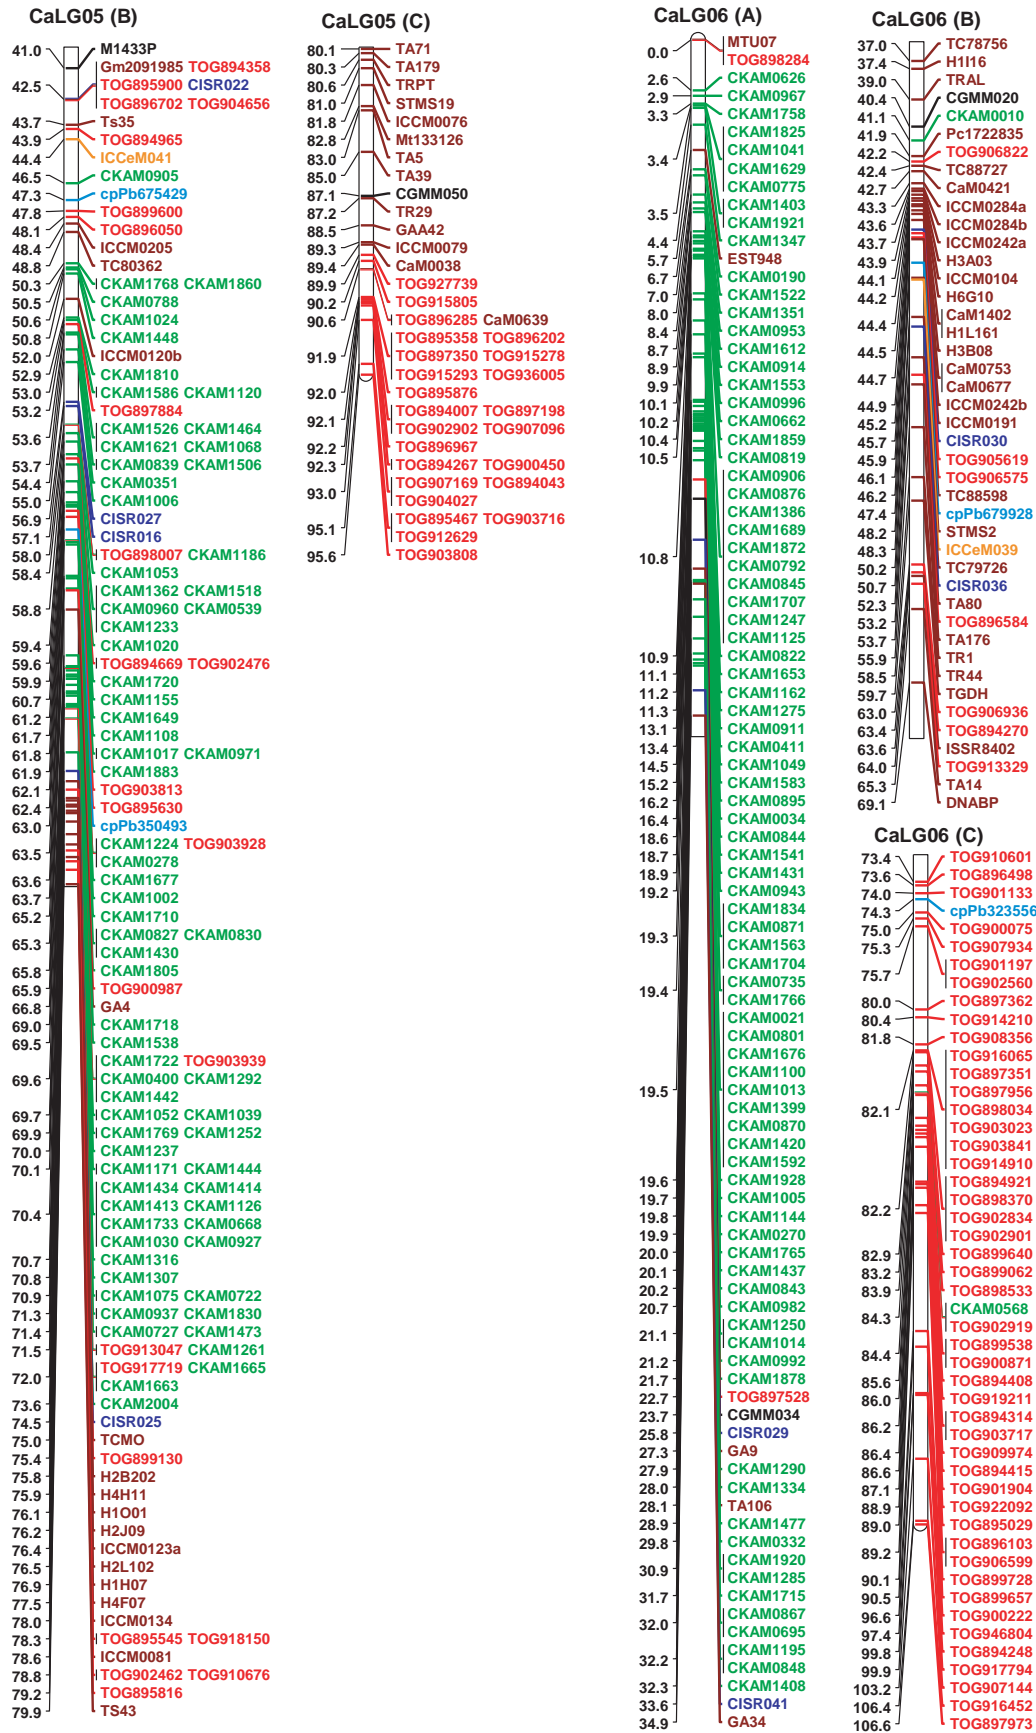 CaLG05 (B)
41.0 M1433P
Gm2091985 TOG894358
42.5 TOG895900 CISR022
TOG896702 TOG904656
43.7 Ts35
43.9 TOG894965
44.4 ICCeM041
46.5 CKAM0905
47.3 cpPb675429
47.8 TOG899600
48.1 TOG896050
48.4 ICCM0205
48.8 TC80362
50.3 CKAM1768 CKAM1860
50.5 CKAM0788
50.6 CKAM1024
50.8 CKAM1448
52.0 ICCM0120b
52.9 CKAM1810
53.0 CKAM1586 CKAM1120
53.2 TOG897884
CKAM1526 CKAM1464
53.6 CKAM1621 CKAM1068
53.7 CKAM0839 CKAM1506
54.4 CKAM0351
55.0 CKAM1006
56.9 CISR027
57.1 CISR016
58.0 TOG898007 CKAM1186
58.4 CKAM1053
CKAM1362 CKAM1518
58.8 CKAM0960 CKAM0539
CKAM1233
59.4 CKAM1020
59.6 TOG894669 TOG902476
59.9 CKAM1720
60.7 CKAM1155
61.2 CKAM1649
61.7 CKAM1108
61.8 CKAM1017 CKAM0971
61.9 CKAM1883
62.1 TOG903813
62.4 TOG895630
63.0 cpPb350493
CKAM1224 TOG903928
63.5 CKAM0278
63.6 CKAM1677
63.7 CKAM1002
65.2 CKAM1710
65.3 CKAM0827 CKAM0830
CKAM1430
65.8 CKAM1805
65.9 TOG900987
66.8 GA4
69.0 CKAM1718
69.5 CKAM1538
CKAM1722 TOG903939
69.6 CKAM0400 CKAM1292
CKAM1442
69.7 CKAM1052 CKAM1039
69.9 CKAM1769 CKAM1252
70.0 CKAM1237
70.1 CKAM1171 CKAM1444
CKAM1434 CKAM1414
70.4 CKAM1413 CKAM1126
CKAM1733 CKAM0668
CKAM1030 CKAM0927
70.7 CKAM1316
70.8 CKAM1307
70.9 CKAM1075 CKAM0722
71.3 CKAM0937 CKAM1830
71.4 CKAM0727 CKAM1473
71.5 TOG913047 CKAM1261
72.0 TOG917719 CKAM1665
CKAM1663
73.6 CKAM2004
74.5 CISR025
75.0 TCMO
75.4 TOG899130
75.8 H2B202
75.9 H4H11
76.1 H1O01
76.2 H2J09
76.4 ICCM0123a
76.5 H2L102
76.9 H1H07
77.5 H4F07
78.0 ICCM0134
78.3 TOG895545 TOG918150
78.6 ICCM0081
78.8 TOG902462 TOG910676
79.2 TOG895816
79.9 TS43
CaLG05 (C)
80.1 TA71
80.3 TA179
80.6 TRPT
81.0 STMS19
81.8 ICCM0076
82.8 Mt133126
83.0 TA5
85.0 TA39
87.1 CGMM050
87.2 TR29
88.5 GAA42
89.3 ICCM0079
89.4 CaM0038
89.9 TOG927739
90.2 TOG915805
90.6 TOG896285 CaM0639
TOG895358 TOG896202
91.9 TOG897350 TOG915278
TOG915293 TOG936005
92.0 TOG895876
92.1 TOG894007 TOG897198
TOG902902 TOG907096
92.2 TOG896967
92.3 TOG894267 TOG900450
93.0 TOG907169 TOG894043
TOG904027
95.1 TOG895467 TOG903716
TOG912629
95.6 TOG903808
CaLG06 (A)
0.0 MTU07
TOG898284
2.6 CKAM0626
2.9 CKAM0967
3.3 CKAM1758
CKAM1825
3.4 CKAM1041
CKAM1629
CKAM0775
3.5 CKAM1403
CKAM1921
4.4 CKAM1347
5.7 EST948
6.7 CKAM0190
7.0 CKAM1522
8.0 CKAM1351
8.4 CKAM0953
8.7 CKAM1612
8.9 CKAM0914
9.9 CKAM1553
10.1 CKAM0996
10.2 CKAM0662
10.4 CKAM1859
10.5 CKAM0819
CKAM0906
CKAM0876
CKAM1386
CKAM1689
10.8 CKAM1872
CKAM0792
CKAM0845
CKAM1707
CKAM1247
CKAM1125
10.9 CKAM0822
11.1 CKAM1653
11.2 CKAM1162
11.3 CKAM1275
13.1 CKAM0911
13.4 CKAM0411
14.5 CKAM1049
15.2 CKAM1583
16.2 CKAM0895
16.4 CKAM0034
18.6 CKAM0844
18.7 CKAM1541
18.9 CKAM1431
19.2 CKAM0943
CKAM1834
19.3 CKAM0871
CKAM1563
CKAM1704
19.4 CKAM0735
CKAM1766
CKAM0021
CKAM0801
CKAM1676
CKAM1100
19.5 CKAM1013
CKAM1399
CKAM0870
CKAM1420
CKAM1592
19.6 CKAM1928
19.7 CKAM1005
19.8 CKAM1144
19.9 CKAM0270
20.0 CKAM1765
20.1 CKAM1437
20.2 CKAM0843
20.7 CKAM0982
21.1 CKAM1250
CKAM1014
21.2 CKAM0992
21.7 CKAM1878
22.7 TOG897528
23.7 CGMM034
25.8 CISR029
27.3 GA9
27.9 CKAM1290
28.0 CKAM1334
28.1 TA106
28.9 CKAM1477
29.8 CKAM0332
30.9 CKAM1920
CKAM1285
31.7 CKAM1715
32.0 CKAM0867
CKAM0695
32.2 CKAM1195
CKAM0848
32.3 CKAM1408
33.6 CISR041
34.9 GA34
CaLG06 (B)
37.0 TC78756
37.4 H1I16
39.0 TRAL
40.4 CGMM020
41.1 CKAM0010
41.9 Pc1722835
42.2 TOG906822
42.4 TC88727
42.7 CaM0421
43.3 ICCM0284a
43.6 ICCM0284b
43.7 ICCM0242a
43.9 H3A03
44.1 ICCM0104
44.2 H6G10
44.4 CaM1402
H1L161
44.5 H3B08
44.7 CaM0753
CaM0677
44.9 ICCM0242b
45.2 ICCM0191
45.7 CISR030
45.9 TOG905619
46.1 TOG906575
46.2 TC88598
47.4 cpPb679928
48.2 STMS2
48.3 ICCeM039
50.2 TC79726
50.7 CISR036
52.3 TA80
53.2 TOG896584
53.7 TA176
55.9 TR1
58.5 TR44
59.7 TGDH
63.0 TOG906936
63.4 TOG894270
63.6 ISSR8402
64.0 TOG913329
65.3 TA14
69.1 DNABP
CaLG06 (C)
73.4 TOG910601
73.6 TOG896498
74.0 TOG901133
74.3 cpPb323556
75.0 TOG900075
75.3 TOG907934
75.7 TOG901197
TOG902560
80.0 TOG897362
80.4 TOG914210
81.8 TOG908356
TOG916065
TOG897351
TOG897956
82.1 TOG898034
TOG903023
TOG903841
TOG914910
TOG894921
TOG898370
82.2 TOG902834
TOG902901
82.9 TOG899640
83.2 TOG899062
83.9 TOG898533
84.3 CKAM0568
TOG902919
84.4 TOG899538
TOG900871
85.6 TOG894408
86.0 TOG919211
86.2 TOG894314
TOG903717
86.4 TOG909974
86.6 TOG894415
87.1 TOG901904
88.9 TOG922092
89.0 TOG895029
89.2 TOG896103
TOG906599
90.1 TOG899728
90.5 TOG899657
96.6 TOG900222
97.4 TOG946804
99.8 TOG894248
99.9 TOG917794
103.2 TOG907144
106.4 TOG916452
106.6 TOG897973